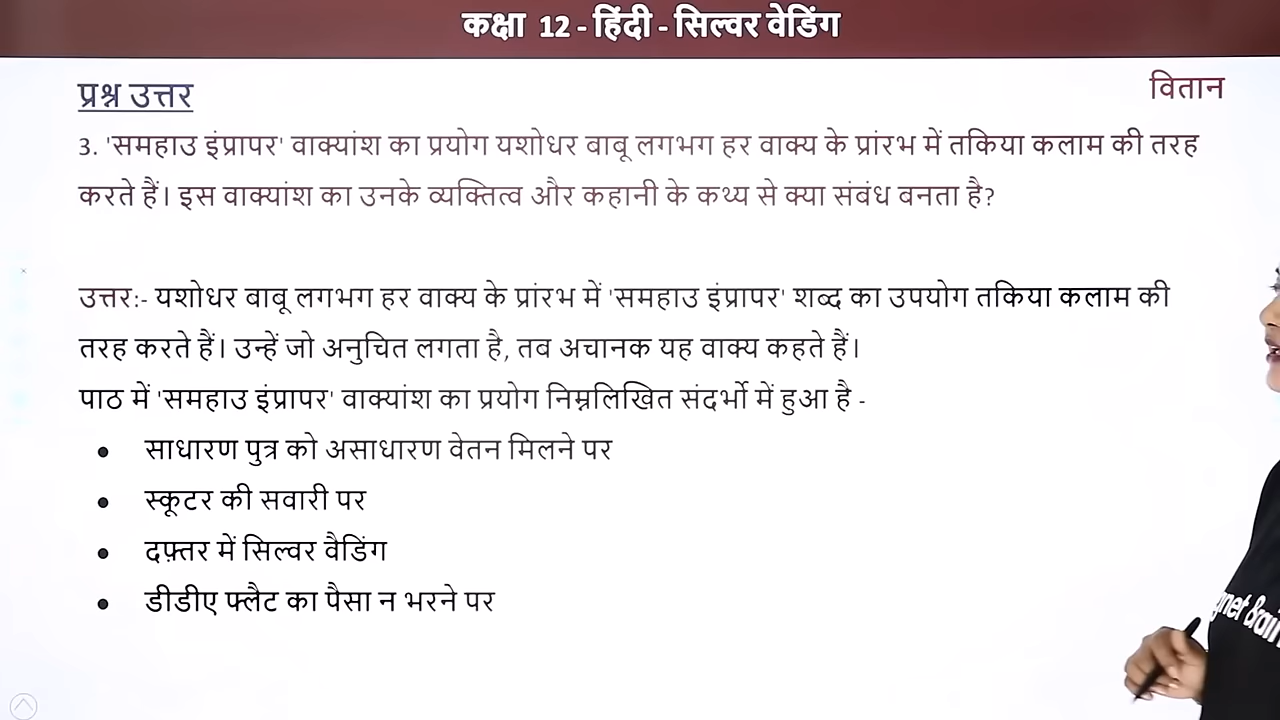 कक्षा 12 - हिंदी - सिल्वर वेडिंग
वितान
प्रश्न उत्तर
3. 'समहाउ इंप्रापर' वाक्यांश का प्रयोग यशोधर बाबू लगभग हर वाक्य के प्रांरभ में तकिया कलाम की तरह
करते हैं। इस वाक्यांश का उनके व्यक्तित्व और कहानी के कथ्य से क्या संबंध बनता है?
उत्तर:- यशोधर बाबू लगभग हर वाक्य के प्रांरभ में 'समहाउ इंप्रापर' शब्द का उपयोग तकिया कलाम की
तरह करते हैं। उन्हें जो अनुचित लगता है, तब अचानक यह वाक्य कहते हैं।
पाठ में 'समहाउ इंप्रापर' वाक्यांश का प्रयोग निम्नलिखित संदर्भो में हुआ है -
• साधारण पुत्र को असाधारण वेतन मिलने पर
• स्कूटर की सवारी पर
• दफ़्तर में सिल्वर वैडिंग
• डीडीए फ्लैट का पैसा न भरने पर